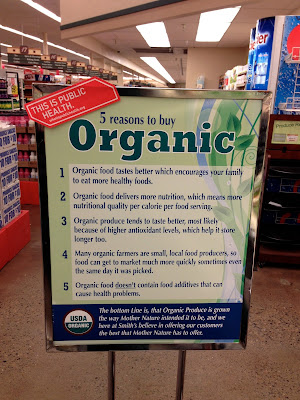 THIS IS PUBLIC
HEALTH.
5 reasons to buy
Organic
1 Organic food tastes better which encourages your family
to eat more healthy foods.
2 Organic food delivers more nutrition, which means more
nutritional quality per calorie per food serving.
3 Organic produce tends to taste better, most likely
because of higher antioxidant levels, which help it store
longer too.
4 Many organic farmers are small, local food producers, so
food can get to market much more quickly sometimes even
the same day it was picked.
5 Organic food doesn't contain food additives that can
cause health problems.
USDA
ORGANIC
The bottom Line is, that Organic Produce is grown
the way Mother Nature intended it to be, and we
here at Smith's believe in offering our customers
the best that Mother Nature has to offer.